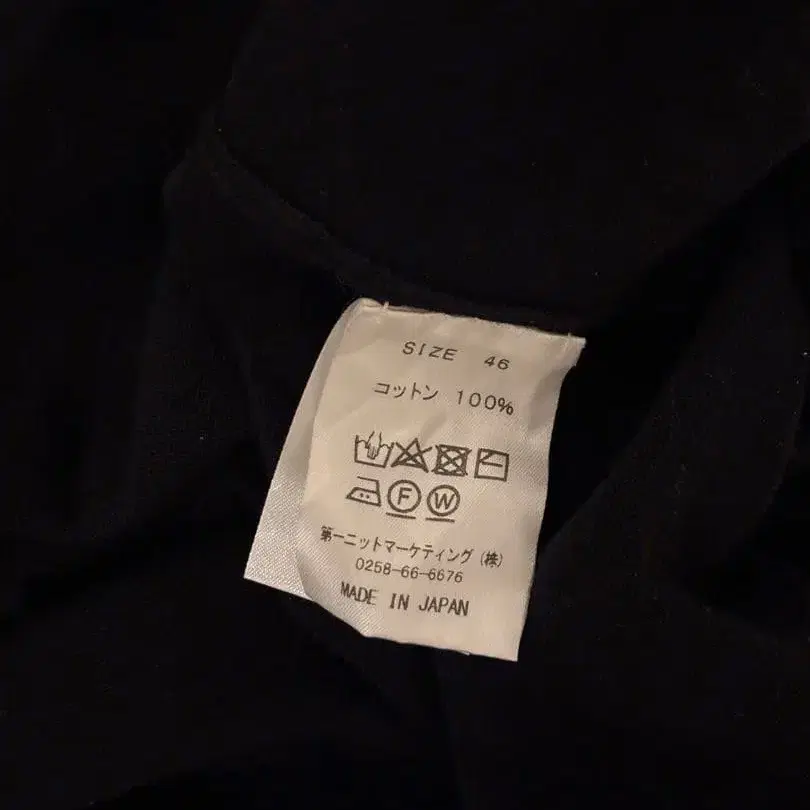 SIZE 46
コットン 100%
F W
第一ニットマーケティング (株)
0258-66-6676
MADE IN JAPAN